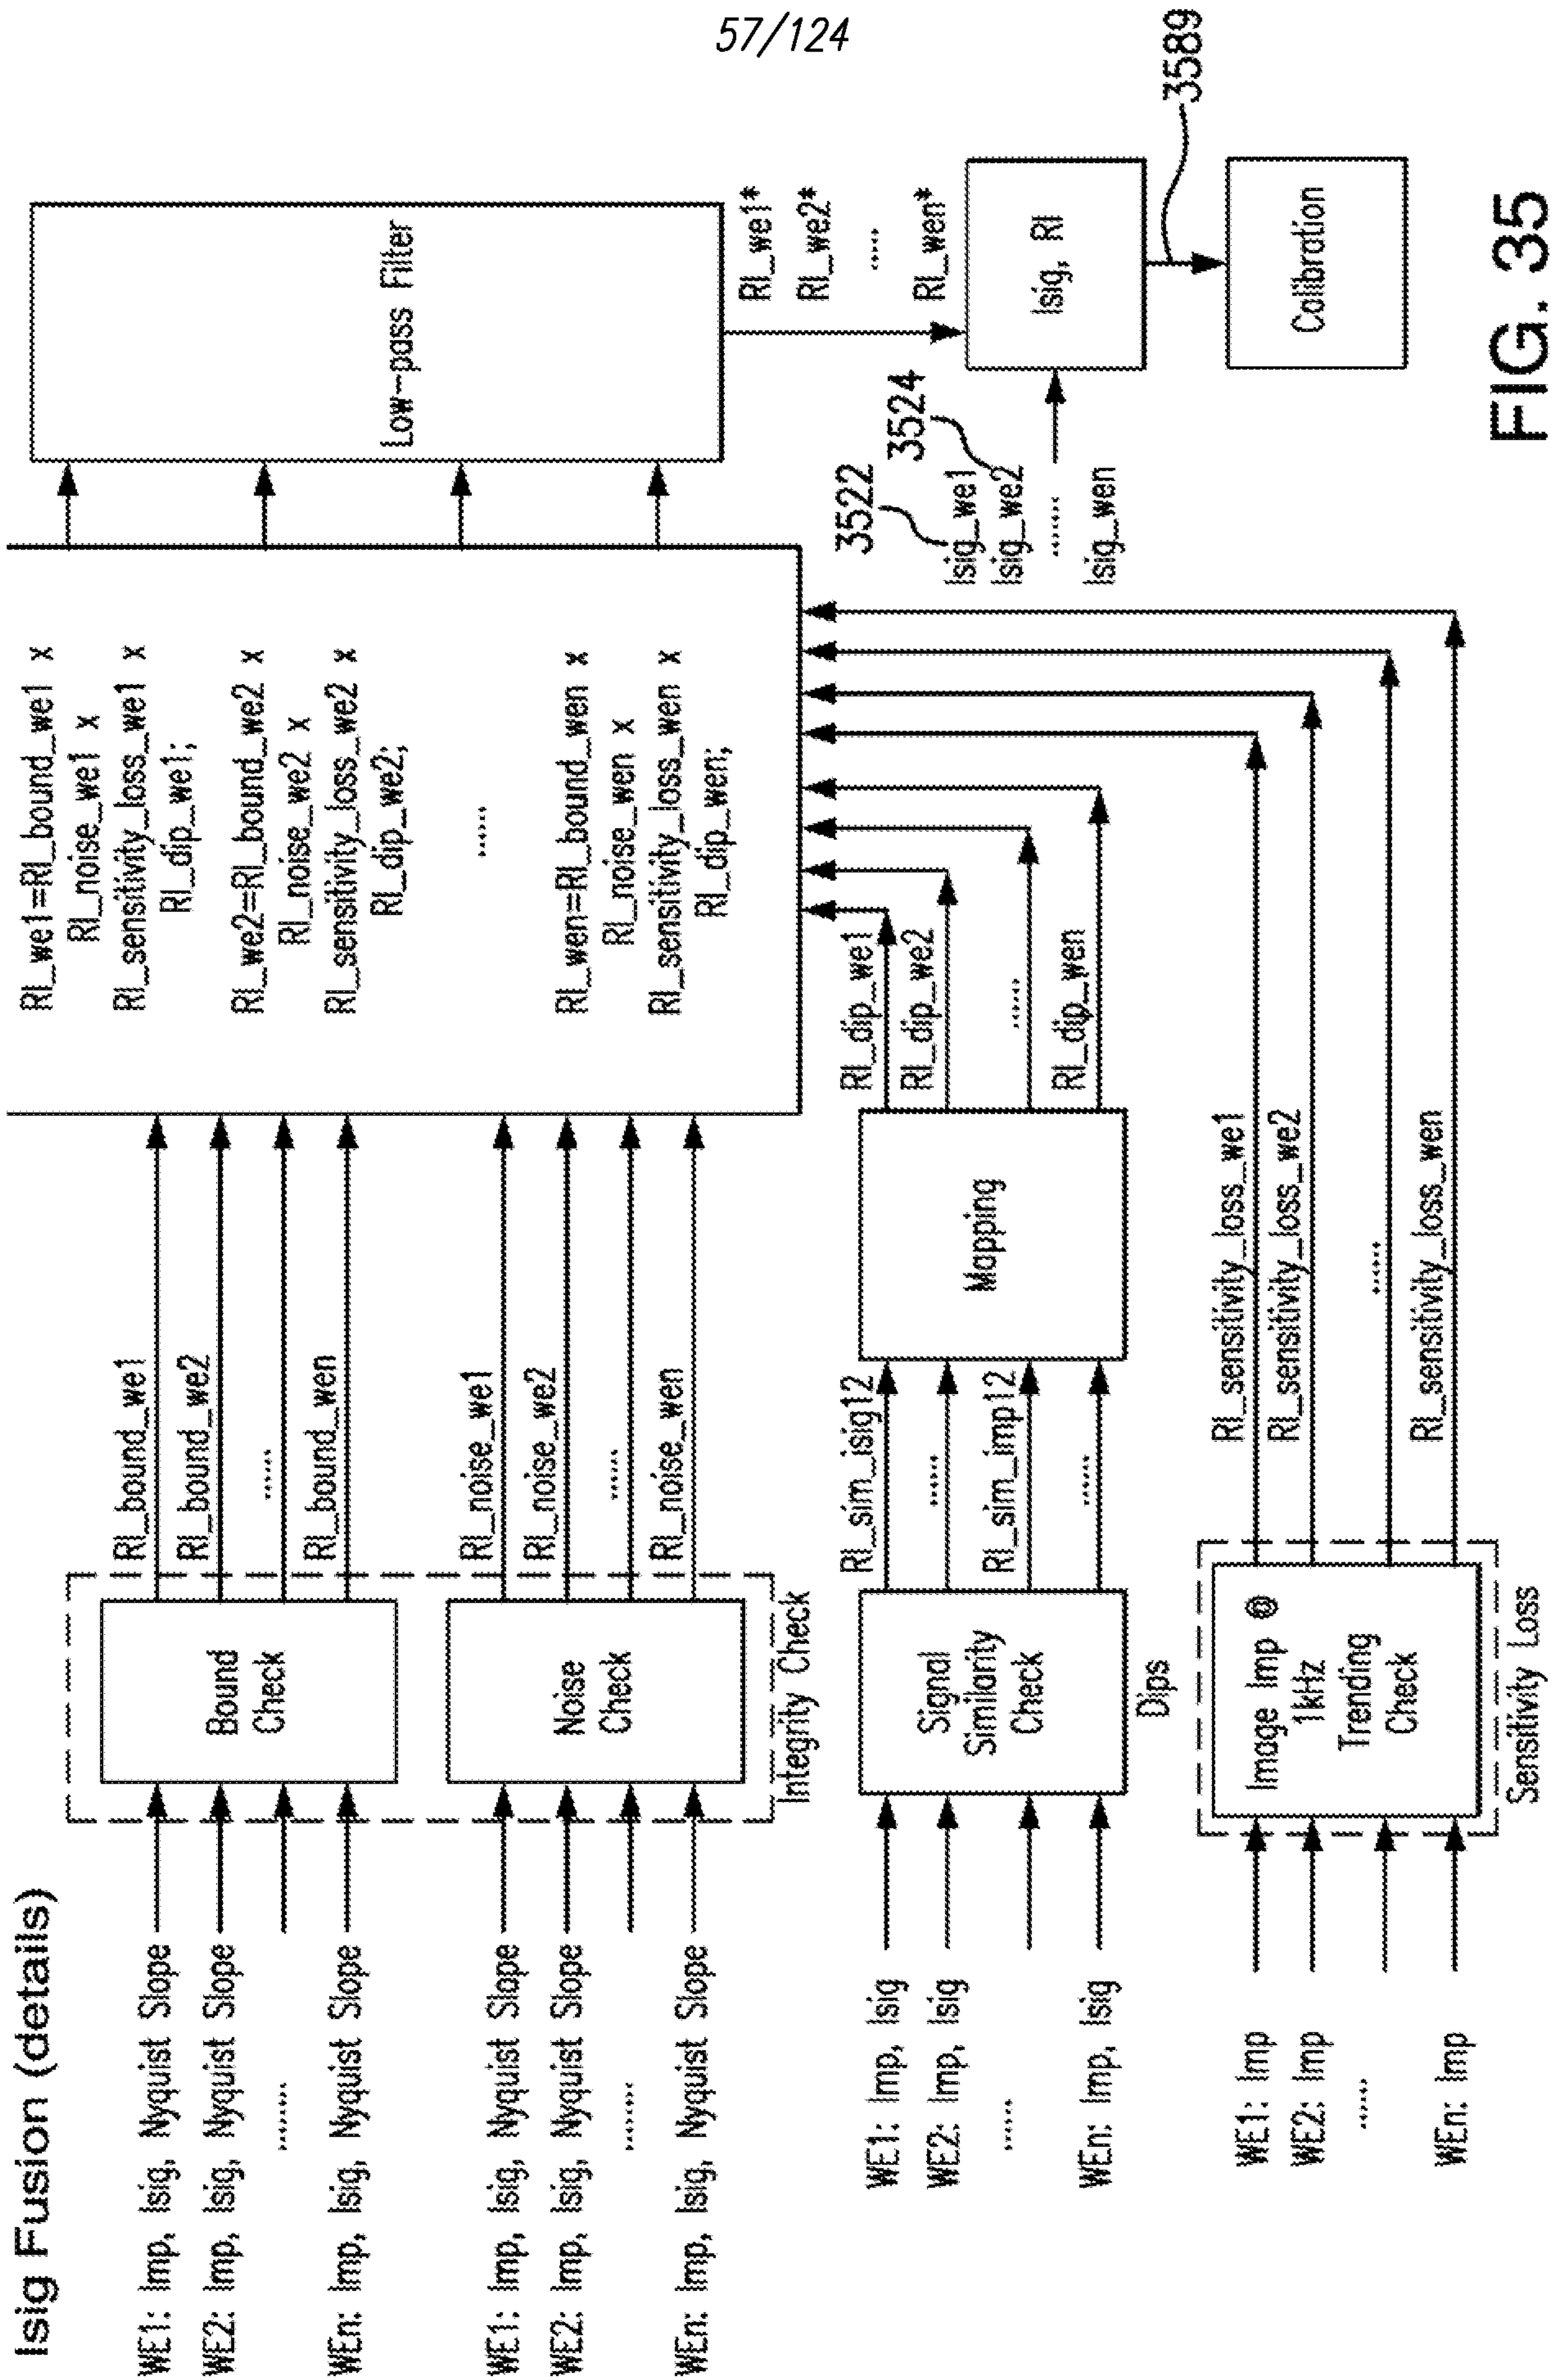 57/124
Isig Fusion (details)
WE1: Imp, Isig, Nyquist Slope
WE2: Imp, Isig, Nyquist Slope
......
WEn: Imp, Isig, Nyquist Slope
Bound
Check
RI_bound_we1
RI_bound_we2
......
RI_bound_wen
WE1: Imp, Isig, Nyquist Slope
WE2: Imp, Isig, Nyquist Slope
......
WEn: Imp, Isig, Nyquist Slope
Noise
Check
Integrity Check
RI_noise_we1
RI_noise_we2
......
RI_noise_wen
RI_we1=RI_bound_we1 x
RI_noise_we1 x
RI_sensitivity_loss_we1 x
RI_dip_we1;
RI_we2=RI_bound_we2 x
RI_noise_we2 x
RI_sensitivity_loss_we2 x
RI_dip_we2;
......
RI_wen=RI_bound_wen x
RI_noise_wen x
RI_sensitivity_loss_wen x
RI_dip_wen;
Low-pass Filter
RI_we1*
RI_we2*
.....
RI_wen*
WE1: Imp, Isig
WE2: Imp, Isig
......
WEn: Imp, Isig
Signal
Similarity
Check
Dips
RI_sim_isig12
......
RI_sim_imp12
......
Mapping
RI_dip_we1
RI_dip_we2
......
RI_dip_wen
3522
Isig_we1
3524
Isig_we2
......
Isig_wen
Isig, RI
3589
Calibration
WE1: Imp
WE2: Imp
......
WEn: Imp
Image Imp @
1kHz
Trending
Check
Sensitivity Loss
RI_sensitivity_loss_we1
RI_sensitivity_loss_we2
......
RI_sensitivity_loss_wen
FIG. 35